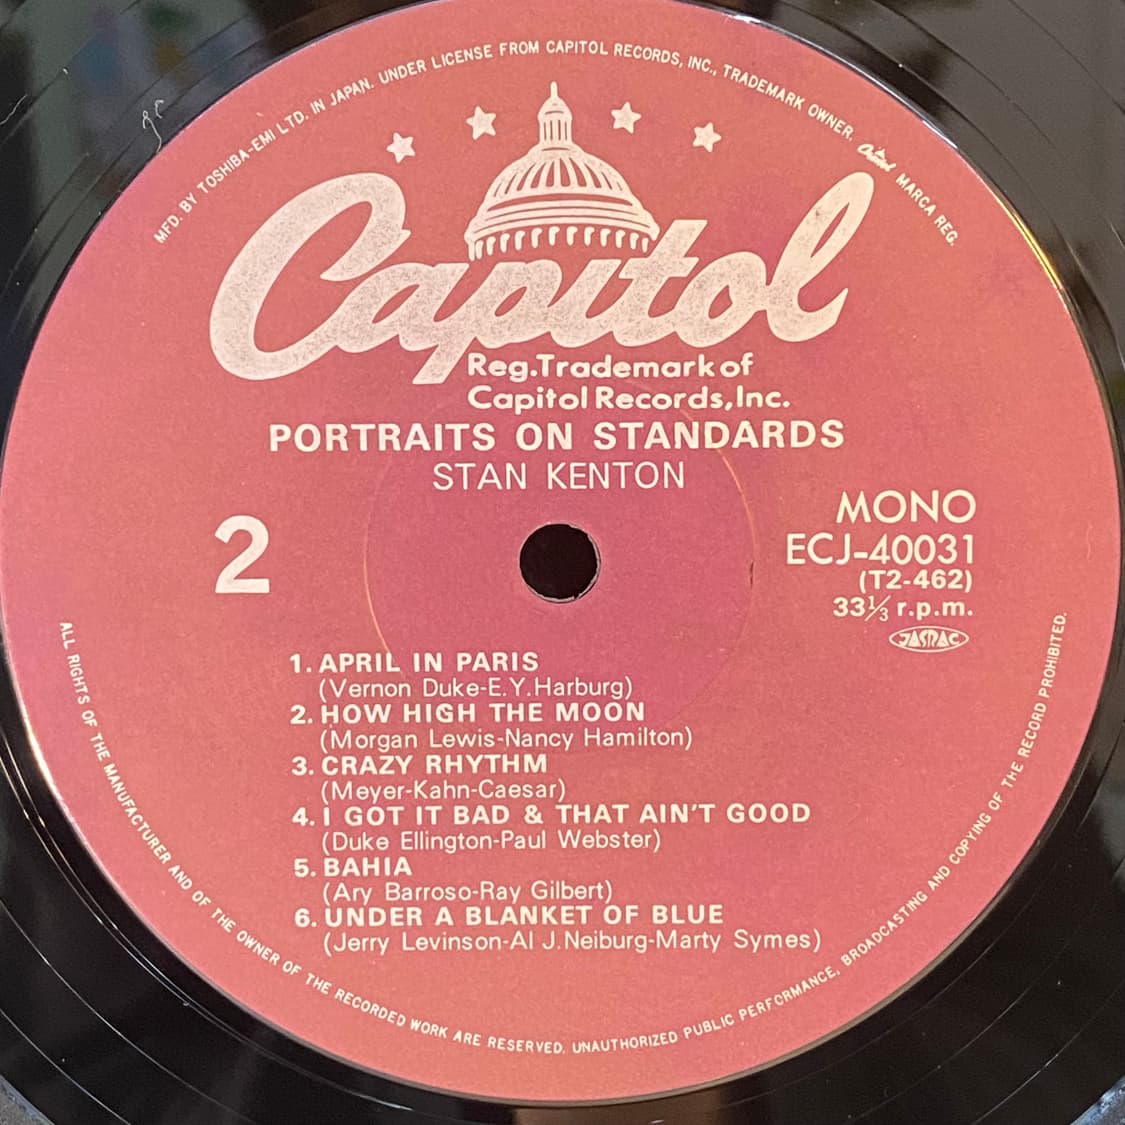 MFD. BY TOSHIBA-EMI LTD. IN JAPAN. UNDER LICENSE FROM CAPITOL RECORDS, INC., TRADEMARK OWNER. Capitol MARCA REG.
Capitol
Reg.Trademark of
Capitol Records,Inc.
PORTRAITS ON STANDARDS
STAN KENTON
2
MONO
ECJ-40031
(T2-462)
33⅓ r.p.m.
JASRAC
1. APRIL IN PARIS
(Vernon Duke-E.Y.Harburg)
2. HOW HIGH THE MOON
(Morgan Lewis-Nancy Hamilton)
3. CRAZY RHYTHM
(Meyer-Kahn-Caesar)
4. I GOT IT BAD & THAT AIN'T GOOD
(Duke Ellington-Paul Webster)
5. BAHIA
(Ary Barroso-Ray Gilbert)
6. UNDER A BLANKET OF BLUE
(Jerry Levinson-Al J.Neiburg-Marty Symes)
ALL RIGHTS OF THE MANUFACTURER AND OF THE OWNER OF THE RECORDED WORK ARE RESERVED. UNAUTHORIZED PUBLIC PERFORMANCE, BROADCASTING AND COPYING OF THE RECORD PROHIBITED.